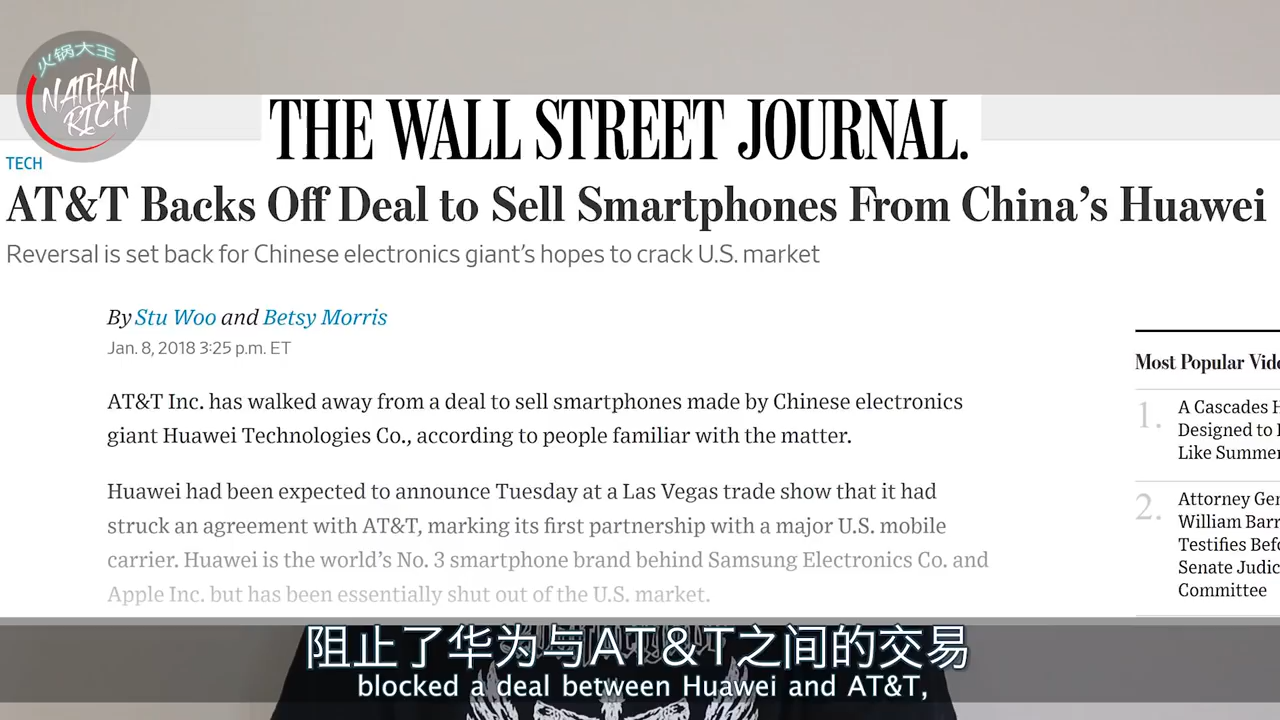 火锅大王
NATHAN
RICH
THE WALL STREET JOURNAL.
TECH
AT&T Backs Off Deal to Sell Smartphones From China’s Huawei
Reversal is set back for Chinese electronics giant’s hopes to crack U.S. market
By Stu Woo and Betsy Morris
Jan. 8, 2018 3:25 p.m. ET
AT&T Inc. has walked away from a deal to sell smartphones made by Chinese electronics
giant Huawei Technologies Co., according to people familiar with the matter.
Huawei had been expected to announce Tuesday at a Las Vegas trade show that it had
struck an agreement with AT&T, marking its first partnership with a major U.S. mobile
carrier. Huawei is the world’s No. 3 smartphone brand behind Samsung Electronics Co. and
Apple Inc. but has been essentially shut out of the U.S. market.
Most Popular
1.
A Cascades
Designed to
Like Summer
2.
Attorney
William Barr
Testifies
Senate
Committee
阻止了华为与AT&T之间的交易
blocked a deal between Huawei and AT&T,